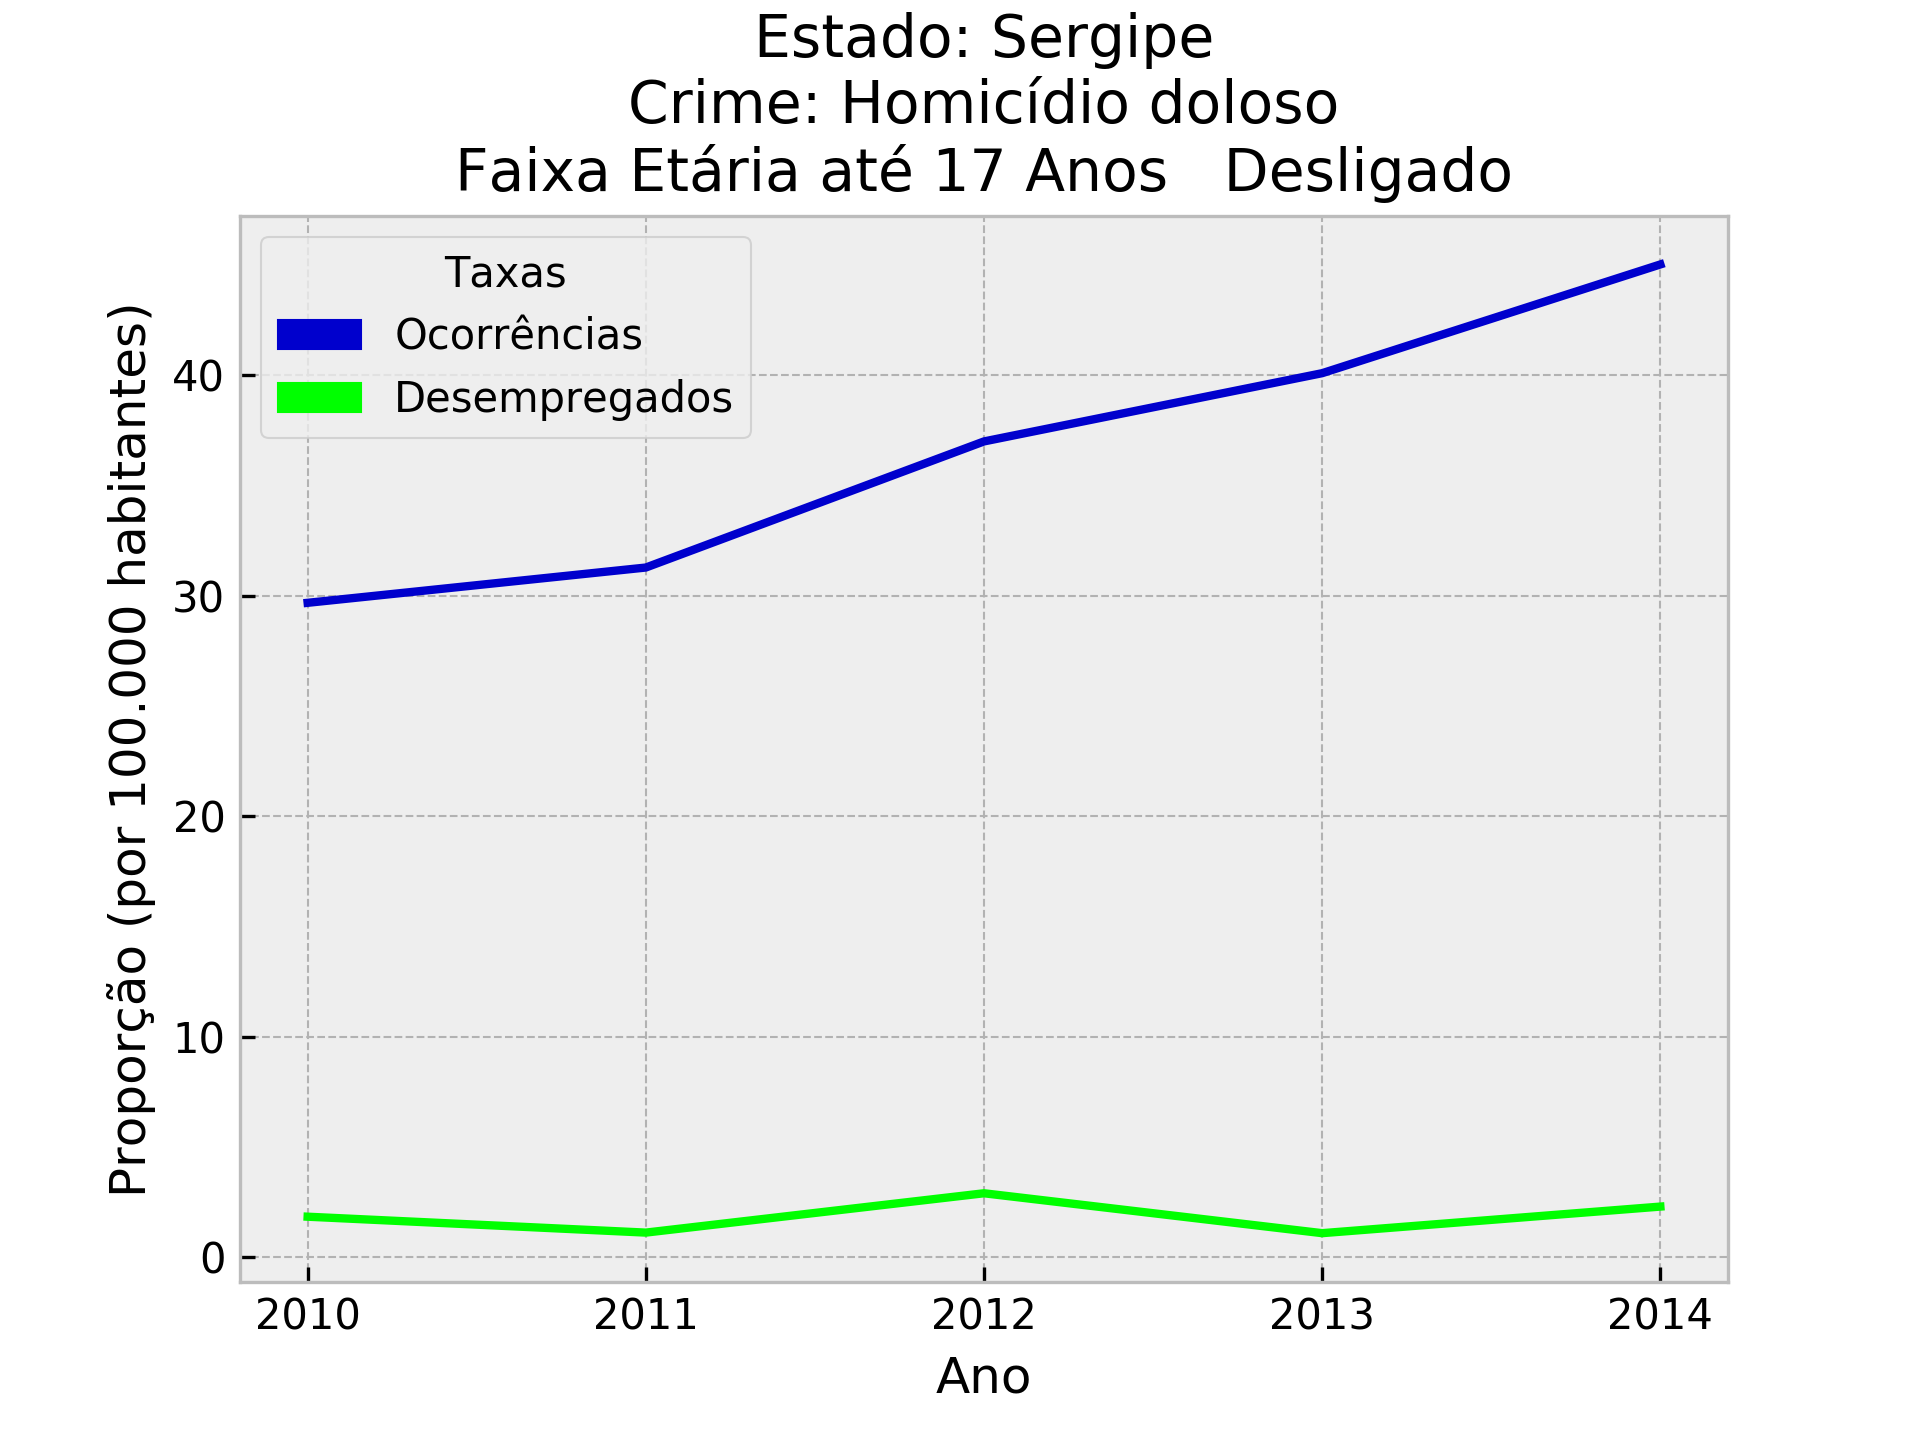 Estado: Sergipe
Crime: Homicídio doloso
Faixa Etária até 17 Anos   Desligado
Taxas
Ocorrências
Desempregados
Proporção (por 100.000 habitantes)
40
30
20
10
0
2010 2011 2012 2013 2014
Ano